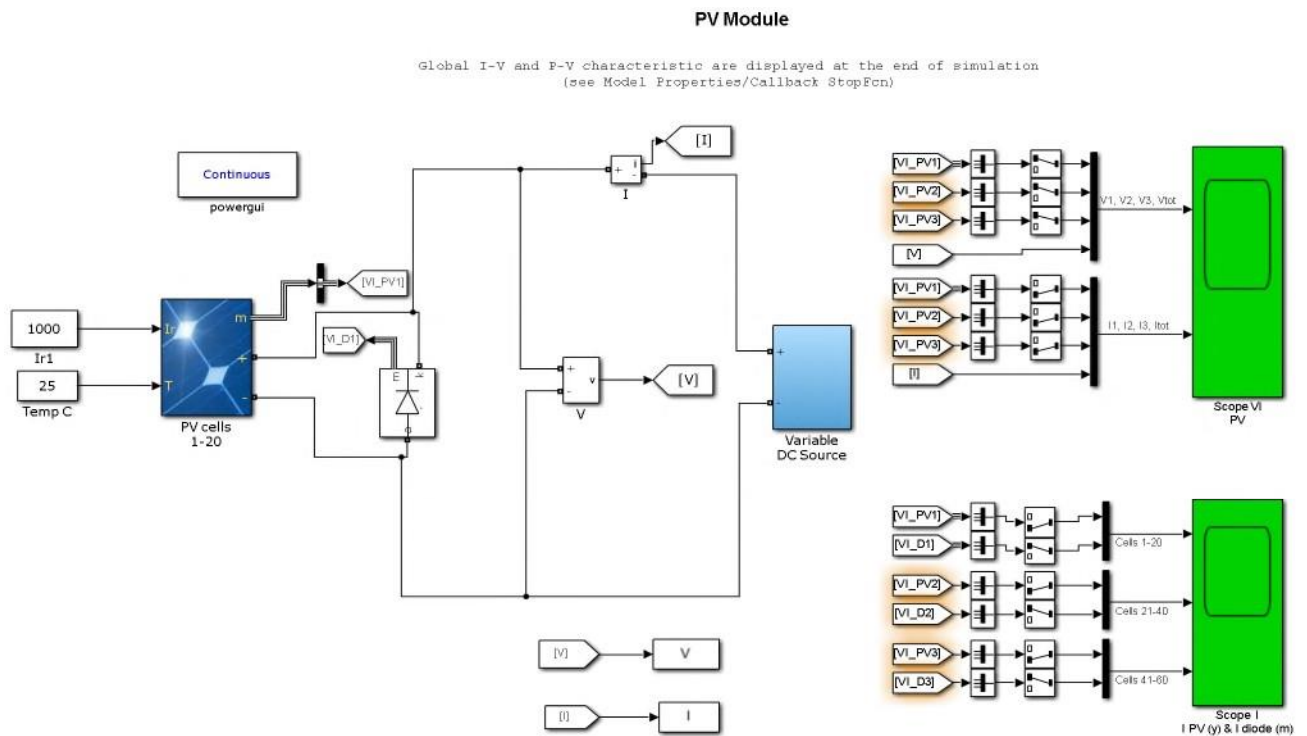 PV Module
Global I-V and P-V characteristic are displayed at the end of simulation
(see Model Properties/Callback StopFcn)
Continuous
powergui
1000
Ir1
25
Temp C
Ir
T
m
+
-
PV cells
1-20
[VI_PV1]
[VI_D1]
m
k
a
[I]
+
i
-
I
+
-
v
V
[V]
+
-
Variable
DC Source
[V]
V
[I]
I
[VI_PV1]
[VI_PV2]
[VI_PV3]
[V]
V1, V2, V3, Vtot
[VI_PV1]
[VI_PV2]
[VI_PV3]
[I]
I1, I2, I3, Itot
Scope VI
PV
[VI_PV1]
[VI_D1]
Cells 1-20
[VI_PV2]
[VI_D2]
Cells 21-40
[VI_PV3]
[VI_D3]
Cells 41-60
Scope I
I PV (y) & I diode (m)